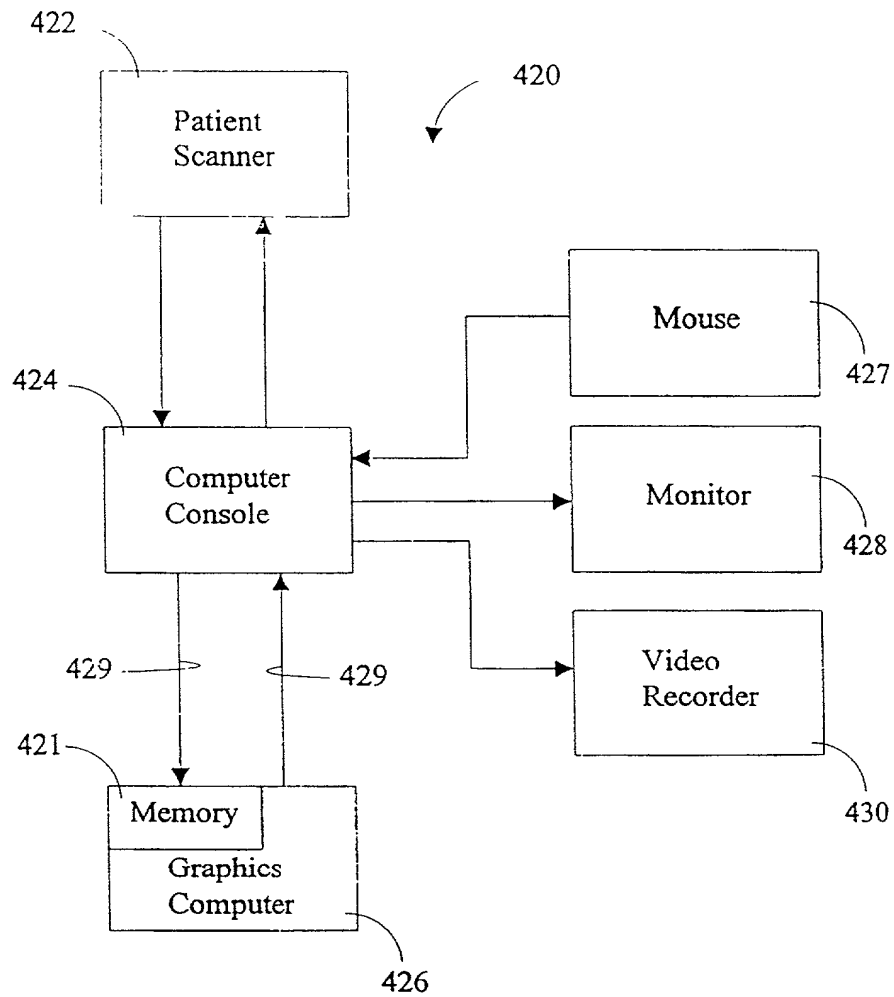 422
420
Patient
Scanner
Mouse
427
424
Computer
Console
Monitor
428
429
429
Video
Recorder
430
421
Memory
Graphics
Computer
426